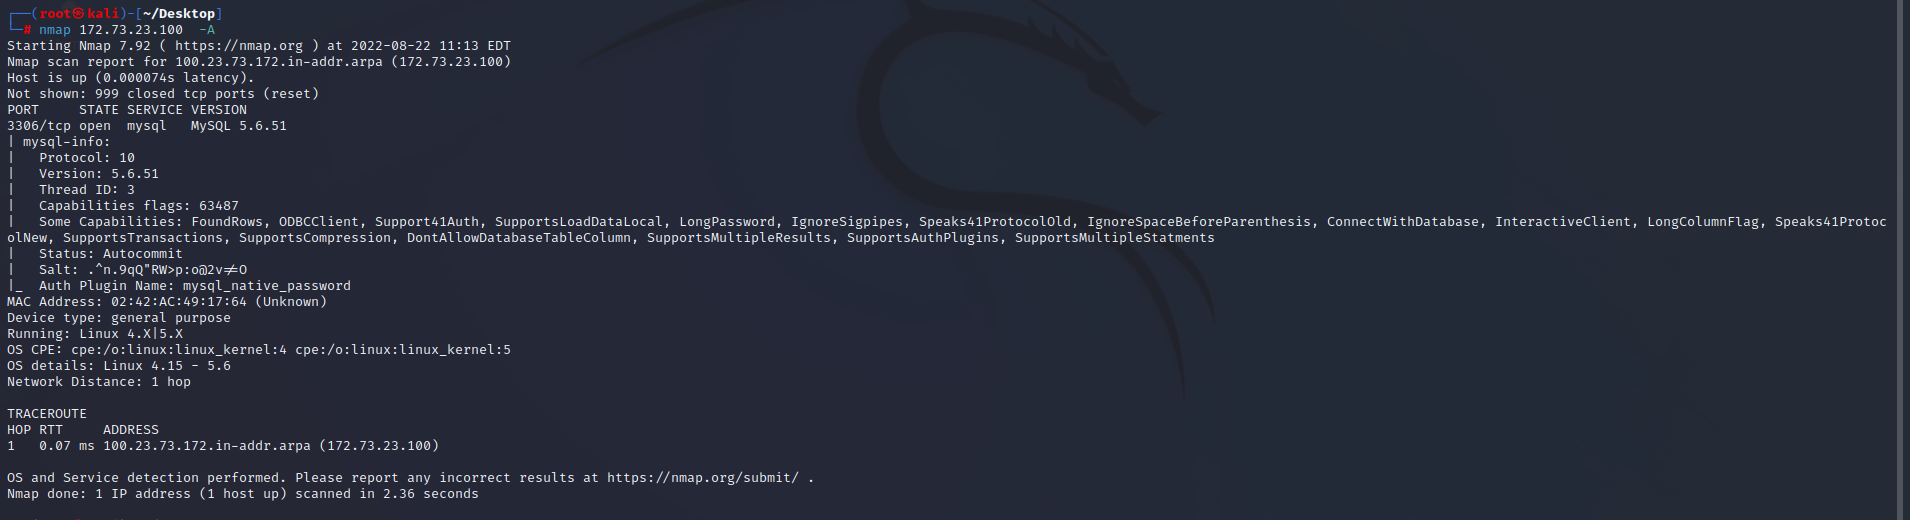 ┌──(root㉿kali)-[~/Desktop]
└─# nmap 172.73.23.100  -A
Starting Nmap 7.92 ( https://nmap.org ) at 2022-08-22 11:13 EDT
Nmap scan report for 100.23.73.172.in-addr.arpa (172.73.23.100)
Host is up (0.000074s latency).
Not shown: 999 closed tcp ports (reset)
PORT     STATE SERVICE VERSION
3306/tcp open  mysql   MySQL 5.6.51
| mysql-info:
|   Protocol: 10
|   Version: 5.6.51
|   Thread ID: 3
|   Capabilities flags: 63487
|   Some Capabilities: FoundRows, ODBCClient, Support41Auth, SupportsLoadDataLocal, LongPassword, IgnoreSigpipes, Speaks41ProtocolOld, IgnoreSpaceBeforeParenthesis, ConnectWithDatabase, InteractiveClient, LongColumnFlag, Speaks41Protoc
olNew, SupportsTransactions, SupportsCompression, DontAllowDatabaseTableColumn, SupportsMultipleResults, SupportsAuthPlugins, SupportsMultipleStatments
|   Status: Autocommit
|   Salt: .^n.9qQ"RW>p:o@2v≠O
|_  Auth Plugin Name: mysql_native_password
MAC Address: 02:42:AC:49:17:64 (Unknown)
Device type: general purpose
Running: Linux 4.X|5.X
OS CPE: cpe:/o:linux:linux_kernel:4 cpe:/o:linux:linux_kernel:5
OS details: Linux 4.15 - 5.6
Network Distance: 1 hop
TRACEROUTE
HOP RTT     ADDRESS
1   0.07 ms 100.23.73.172.in-addr.arpa (172.73.23.100)
OS and Service detection performed. Please report any incorrect results at https://nmap.org/submit/ .
Nmap done: 1 IP address (1 host up) scanned in 2.36 seconds